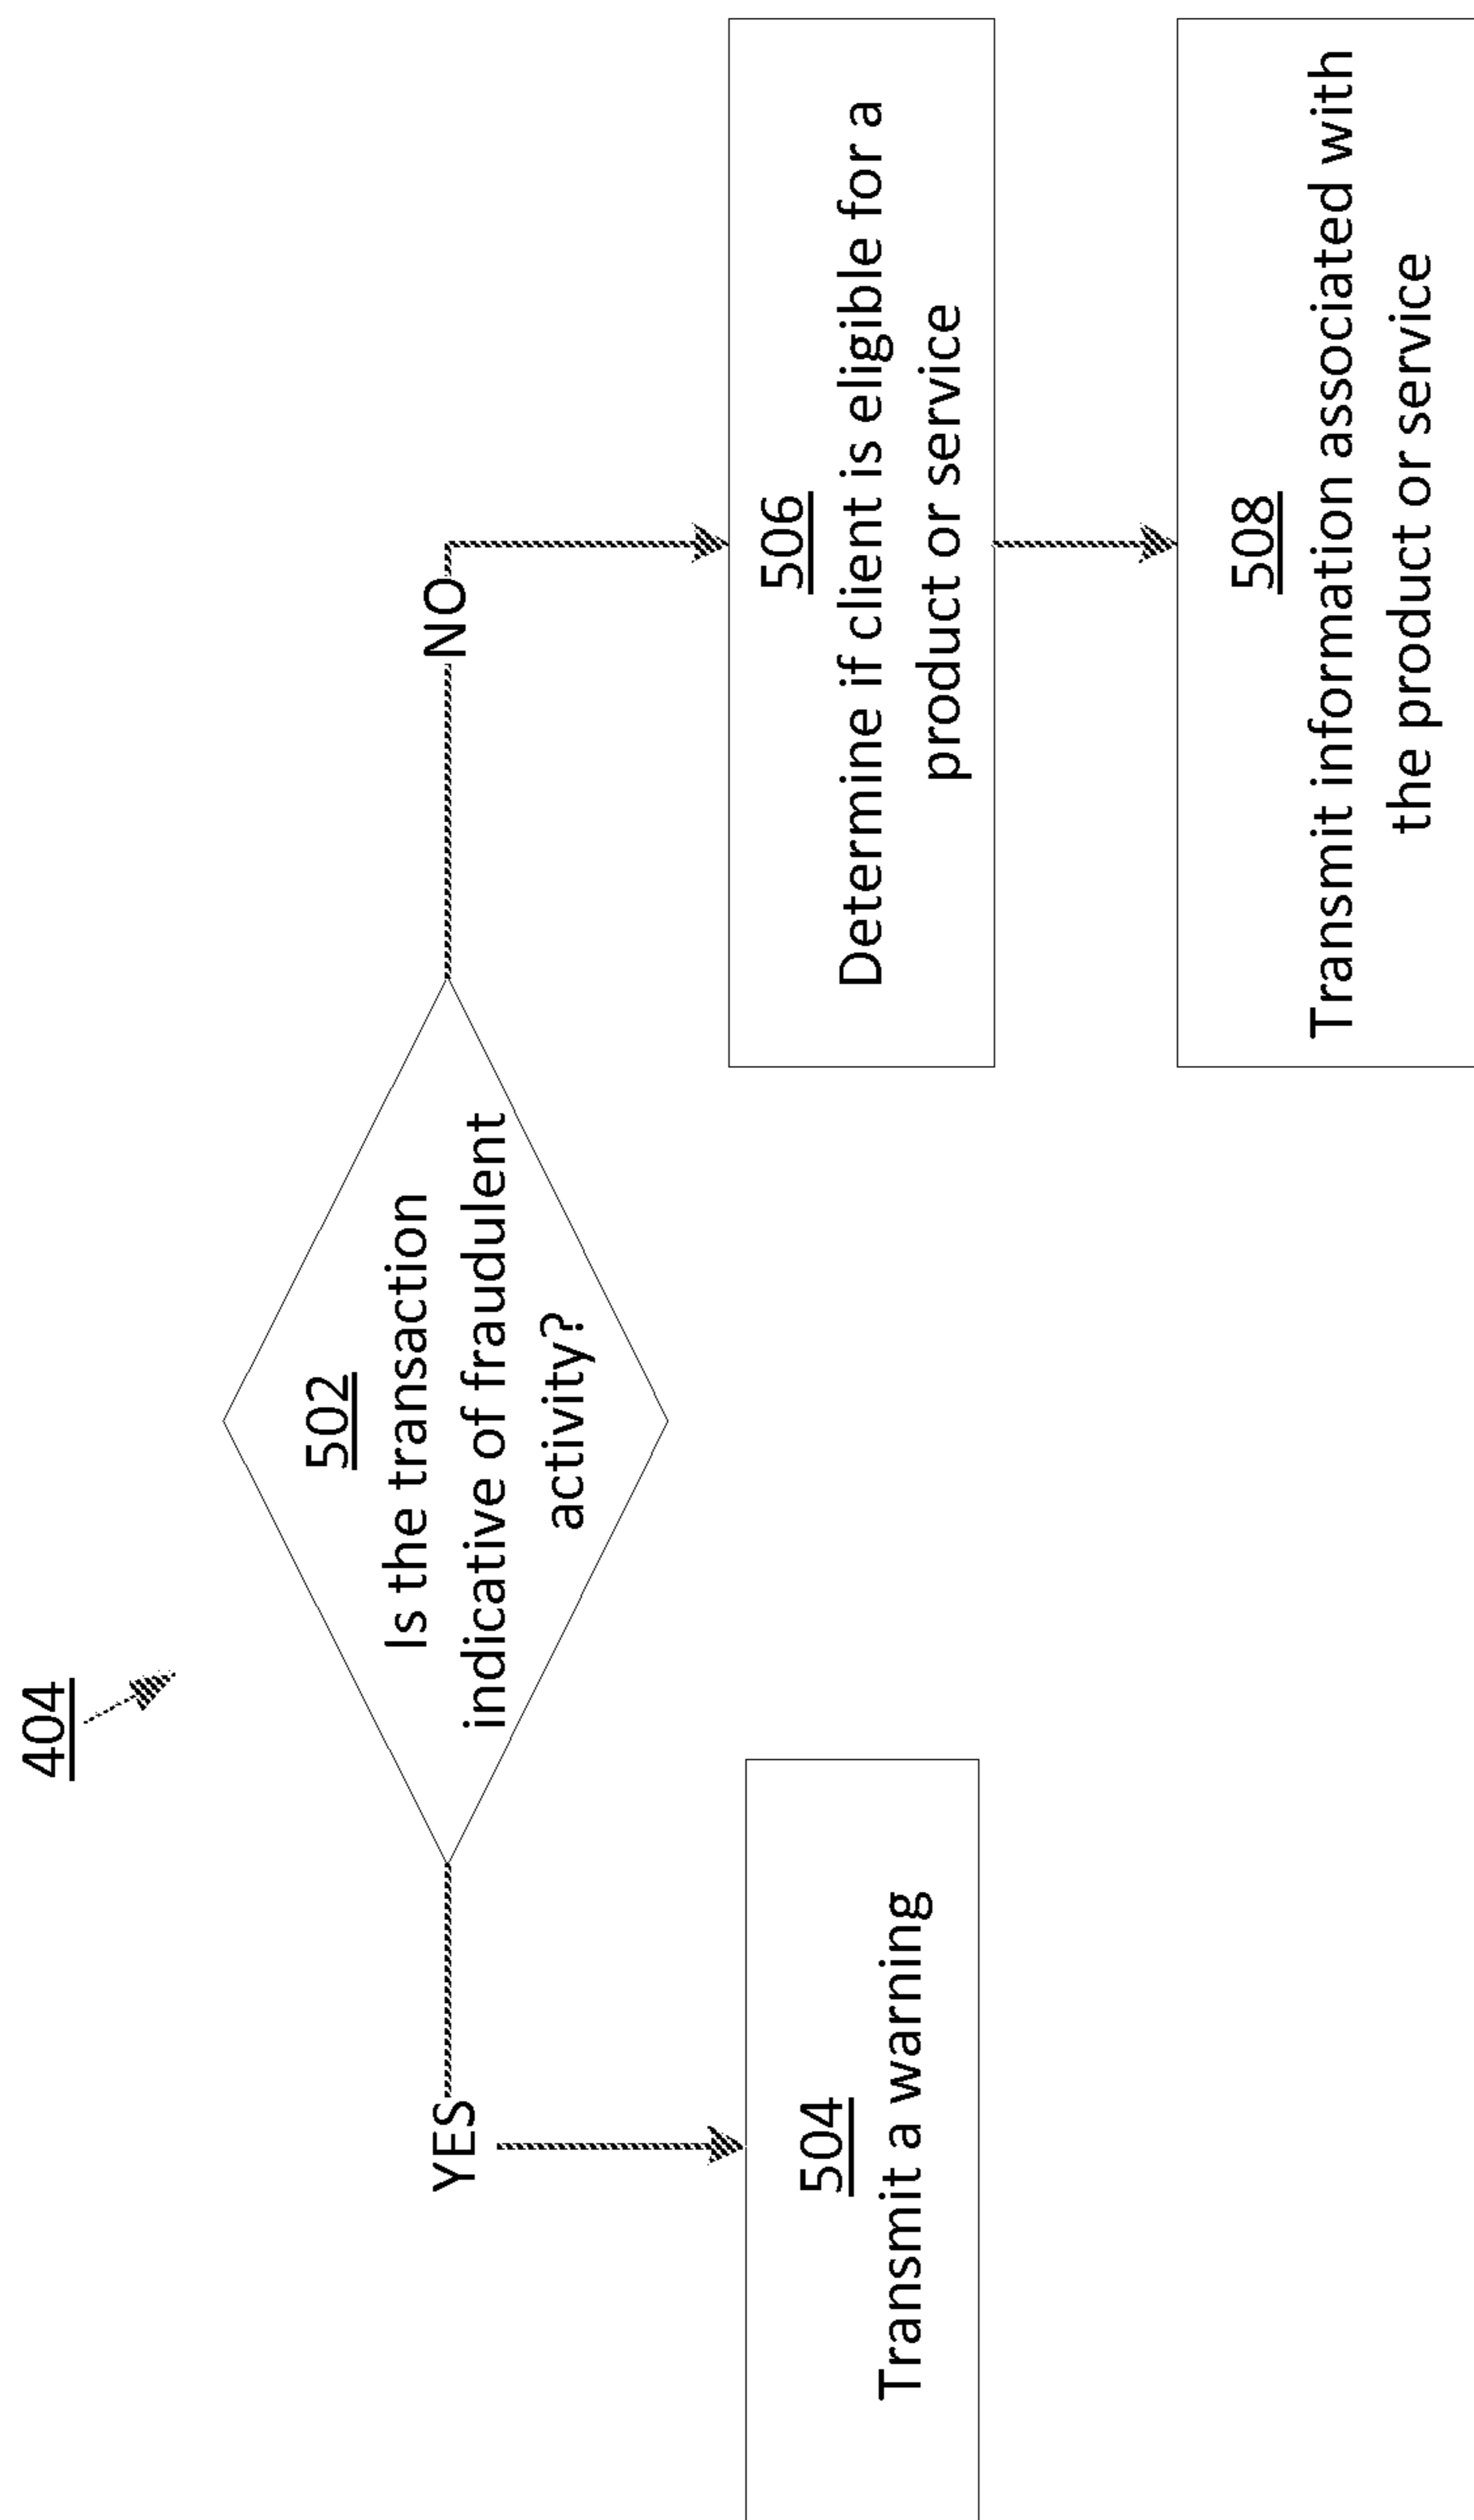 404
502
Is the transaction
indicative of fraudulent
activity?
YES
NO
504
Transmit a warning
506
Determine if client is eligible for a
product or service
508
Transmit information associated with
the product or service